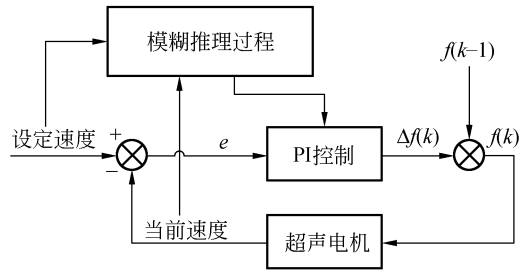 模糊推理过程
f(k−1)
设定速度
+
−
e
PI控制
Δf(k)
f(k)
当前速度
超声电机